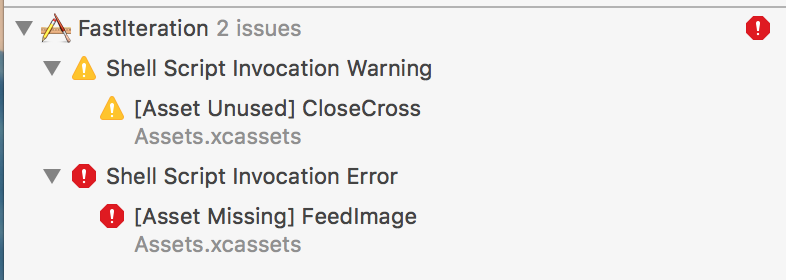 FastIteration 2 issues
Shell Script Invocation Warning
[Asset Unused] CloseCross
Assets.xcassets
Shell Script Invocation Error
[Asset Missing] FeedImage
Assets.xcassets